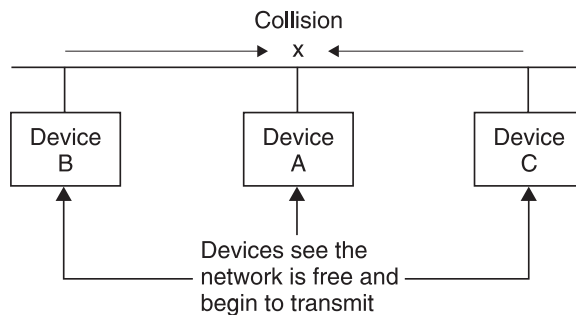 Collision
x
Device
B
Device
A
Device
C
Devices see the
network is free and
begin to transmit